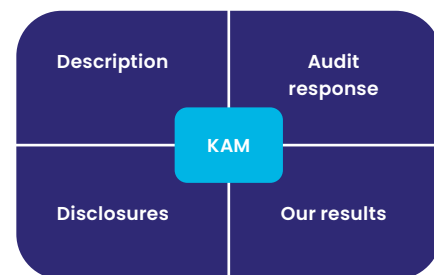 Description
Audit
response
KAM
Disclosures
Our results